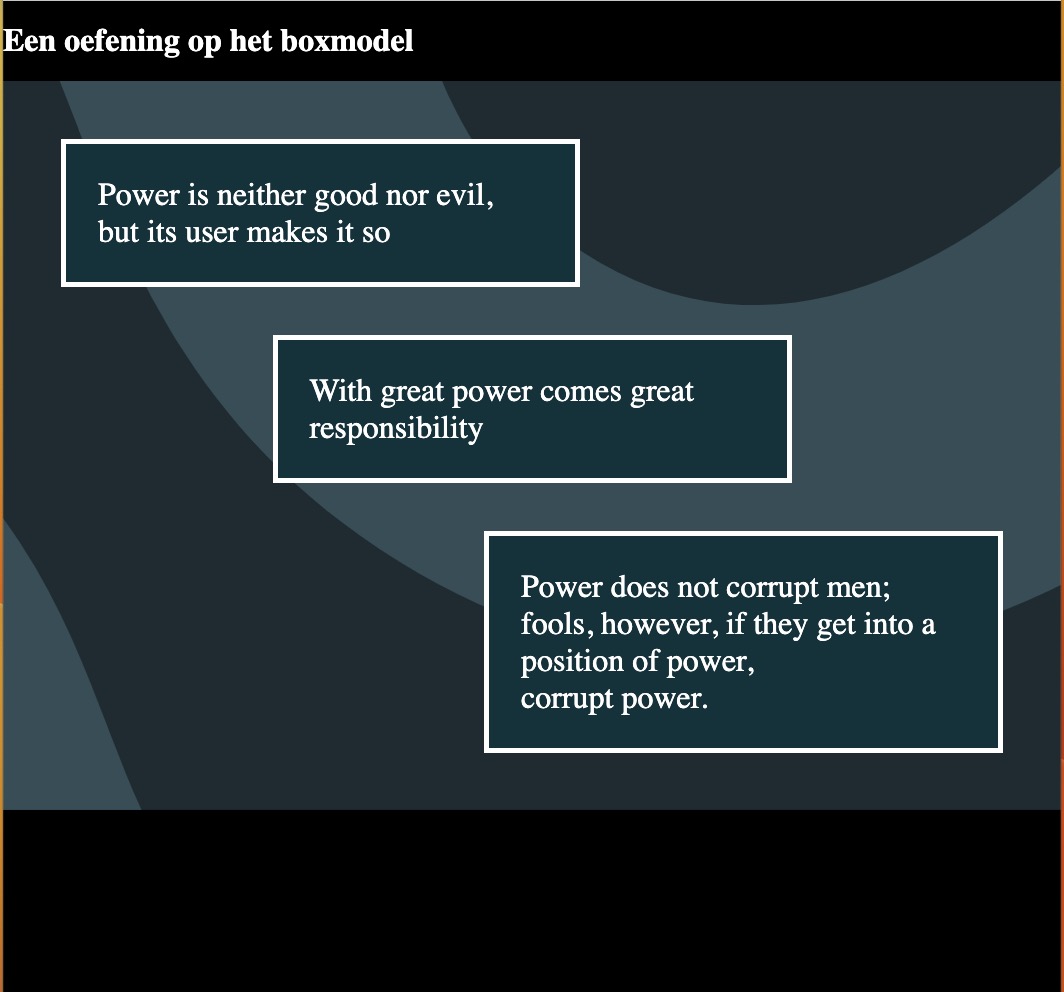 Een oefening op het boxmodel
Power is neither good nor evil,
but its user makes it so
With great power comes great
responsibility
Power does not corrupt men;
fools, however, if they get into a
position of power,
corrupt power.